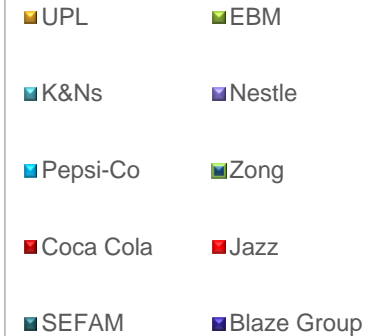 UPL EBM
K&Ns Nestle
Pepsi-Co Zong
Coca Cola Jazz
SEFAM Blaze Group